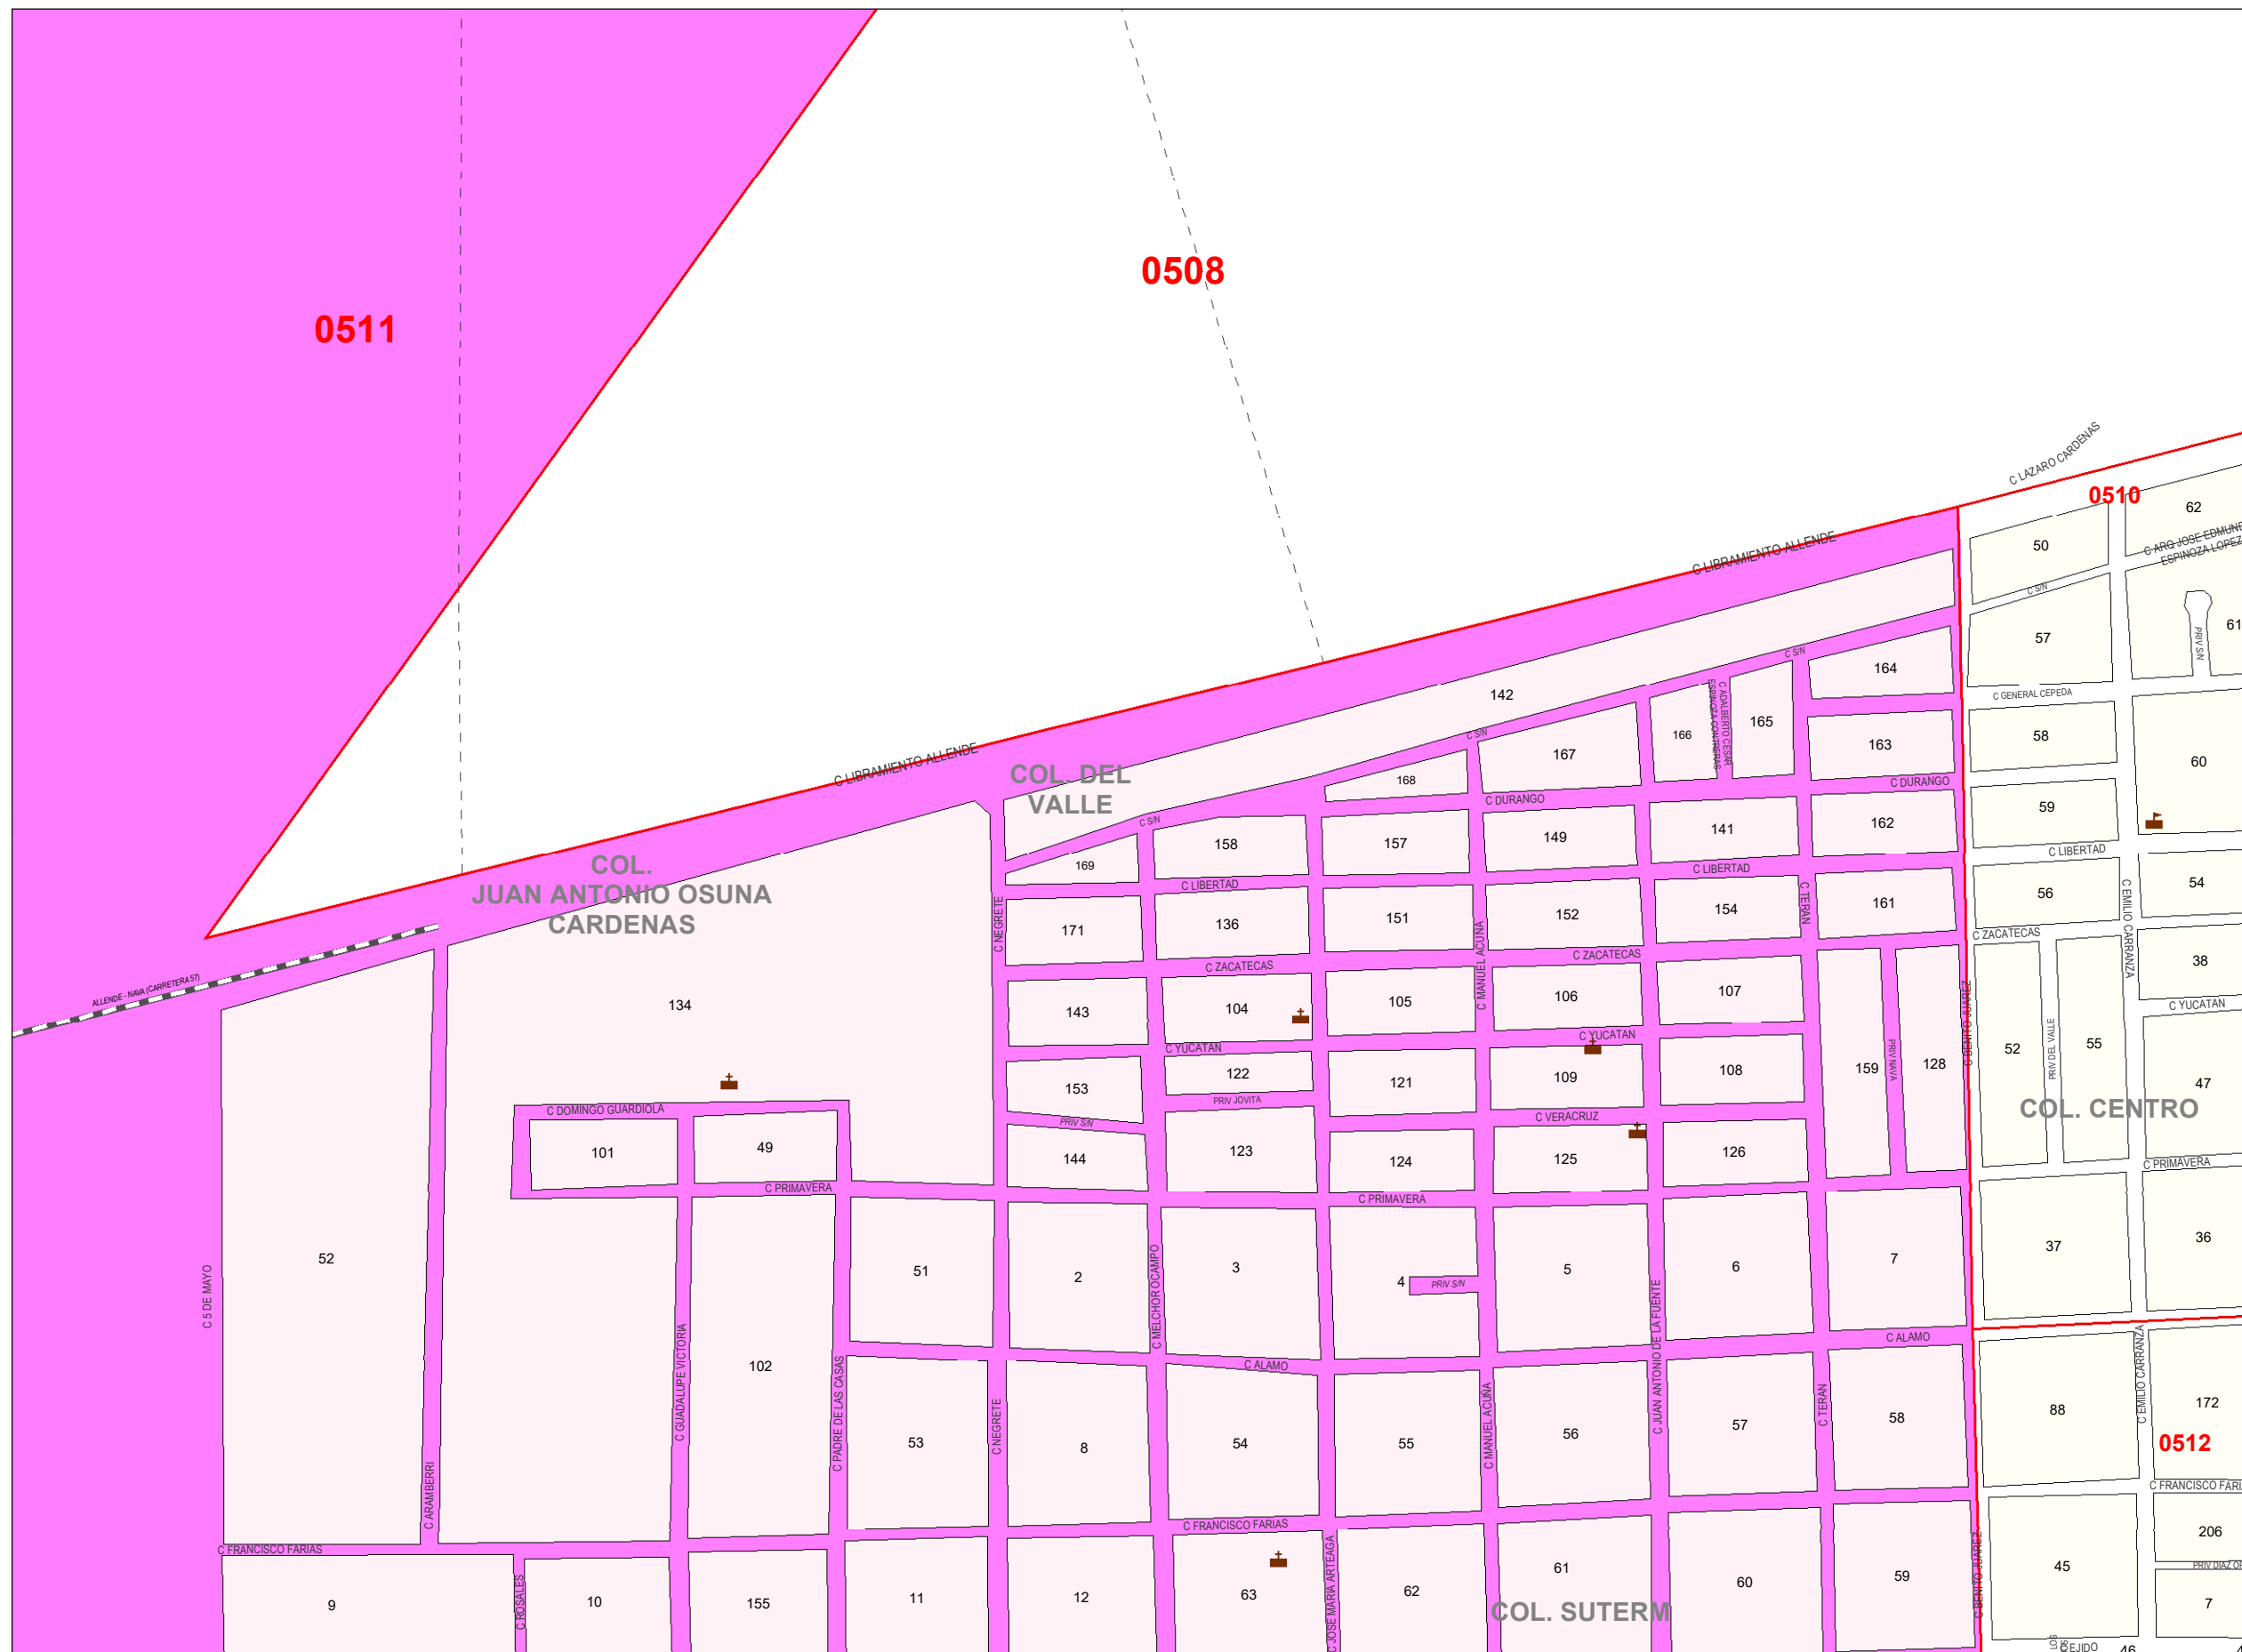 0508
0511
C LAZARO CARDENAS
0510
62
C ARQ JOSE EDMUND
ESPINOZA LOPEZ
50
C LIBRAMIENTO ALLENDE
C S/N
57
61
PRIV S/N
C S/N
164
C GENERAL CEPEDA
142
C ADALBERTO CESAR
ESPINOZA CONTRERAS
165
166
C S/N
167
58
163
60
C LIBRAMIENTO ALLENDE
COL. DEL
VALLE
168
C DURANGO
C DURANGO
59
C S/N
162
141
149
157
158
C LIBERTAD
169
C LIBERTAD
C LIBERTAD
COL.
JUAN ANTONIO OSUNA
CARDENAS
54
56
C EMILIO CARRANZA
161
C TERAN
154
152
151
136
171
C NEGRETE
C ZACATECAS
C ZACATECAS
C ZACATECAS
38
C MANUEL ACUÑA
ALLENDE - NAVA (CARRETERA 57)
134
143
104
105
106
107
C YUCATAN
C YUCATAN
C YUCATAN
C BENITO JUAREZ
52
PRIV DEL VALLE
55
47
PRIV NAVA
128
159
108
109
121
122
153
PRIV JOVITA
COL. CENTRO
C DOMINGO GUARDIOLA
C VERACRUZ
PRIV S/N
101
49
144
123
124
125
126
C PRIMAVERA
C PRIMAVERA
C PRIMAVERA
52
51
2
3
4
PRIV S/N
5
6
7
37
36
C 5 DE MAYO
C MELCHOR OCAMPO
C JUAN ANTONIO DE LA FUENTE
C ALAMO
C ALAMO
C GUADALUPE VICTORIA
102
C PADRE DE LAS CASAS
C EMILIO CARRANZA
88
172
0512
53
C NEGRETE
8
54
55
C MANUEL ACUÑA
56
57
C TERAN
58
C ARAMBERRI
C FRANCISCO FARIAS
C FRANCISCO FARIAS
C FRANCISCO FARI
206
PRIV DIAZ OR
9
C ROSALES
10
155
11
12
63
C JOSE MARIA ARTEAGA
62
61
COL. SUTERM
60
59
C BENITO JUAREZ
45
7
C EJIDO
LOS
46